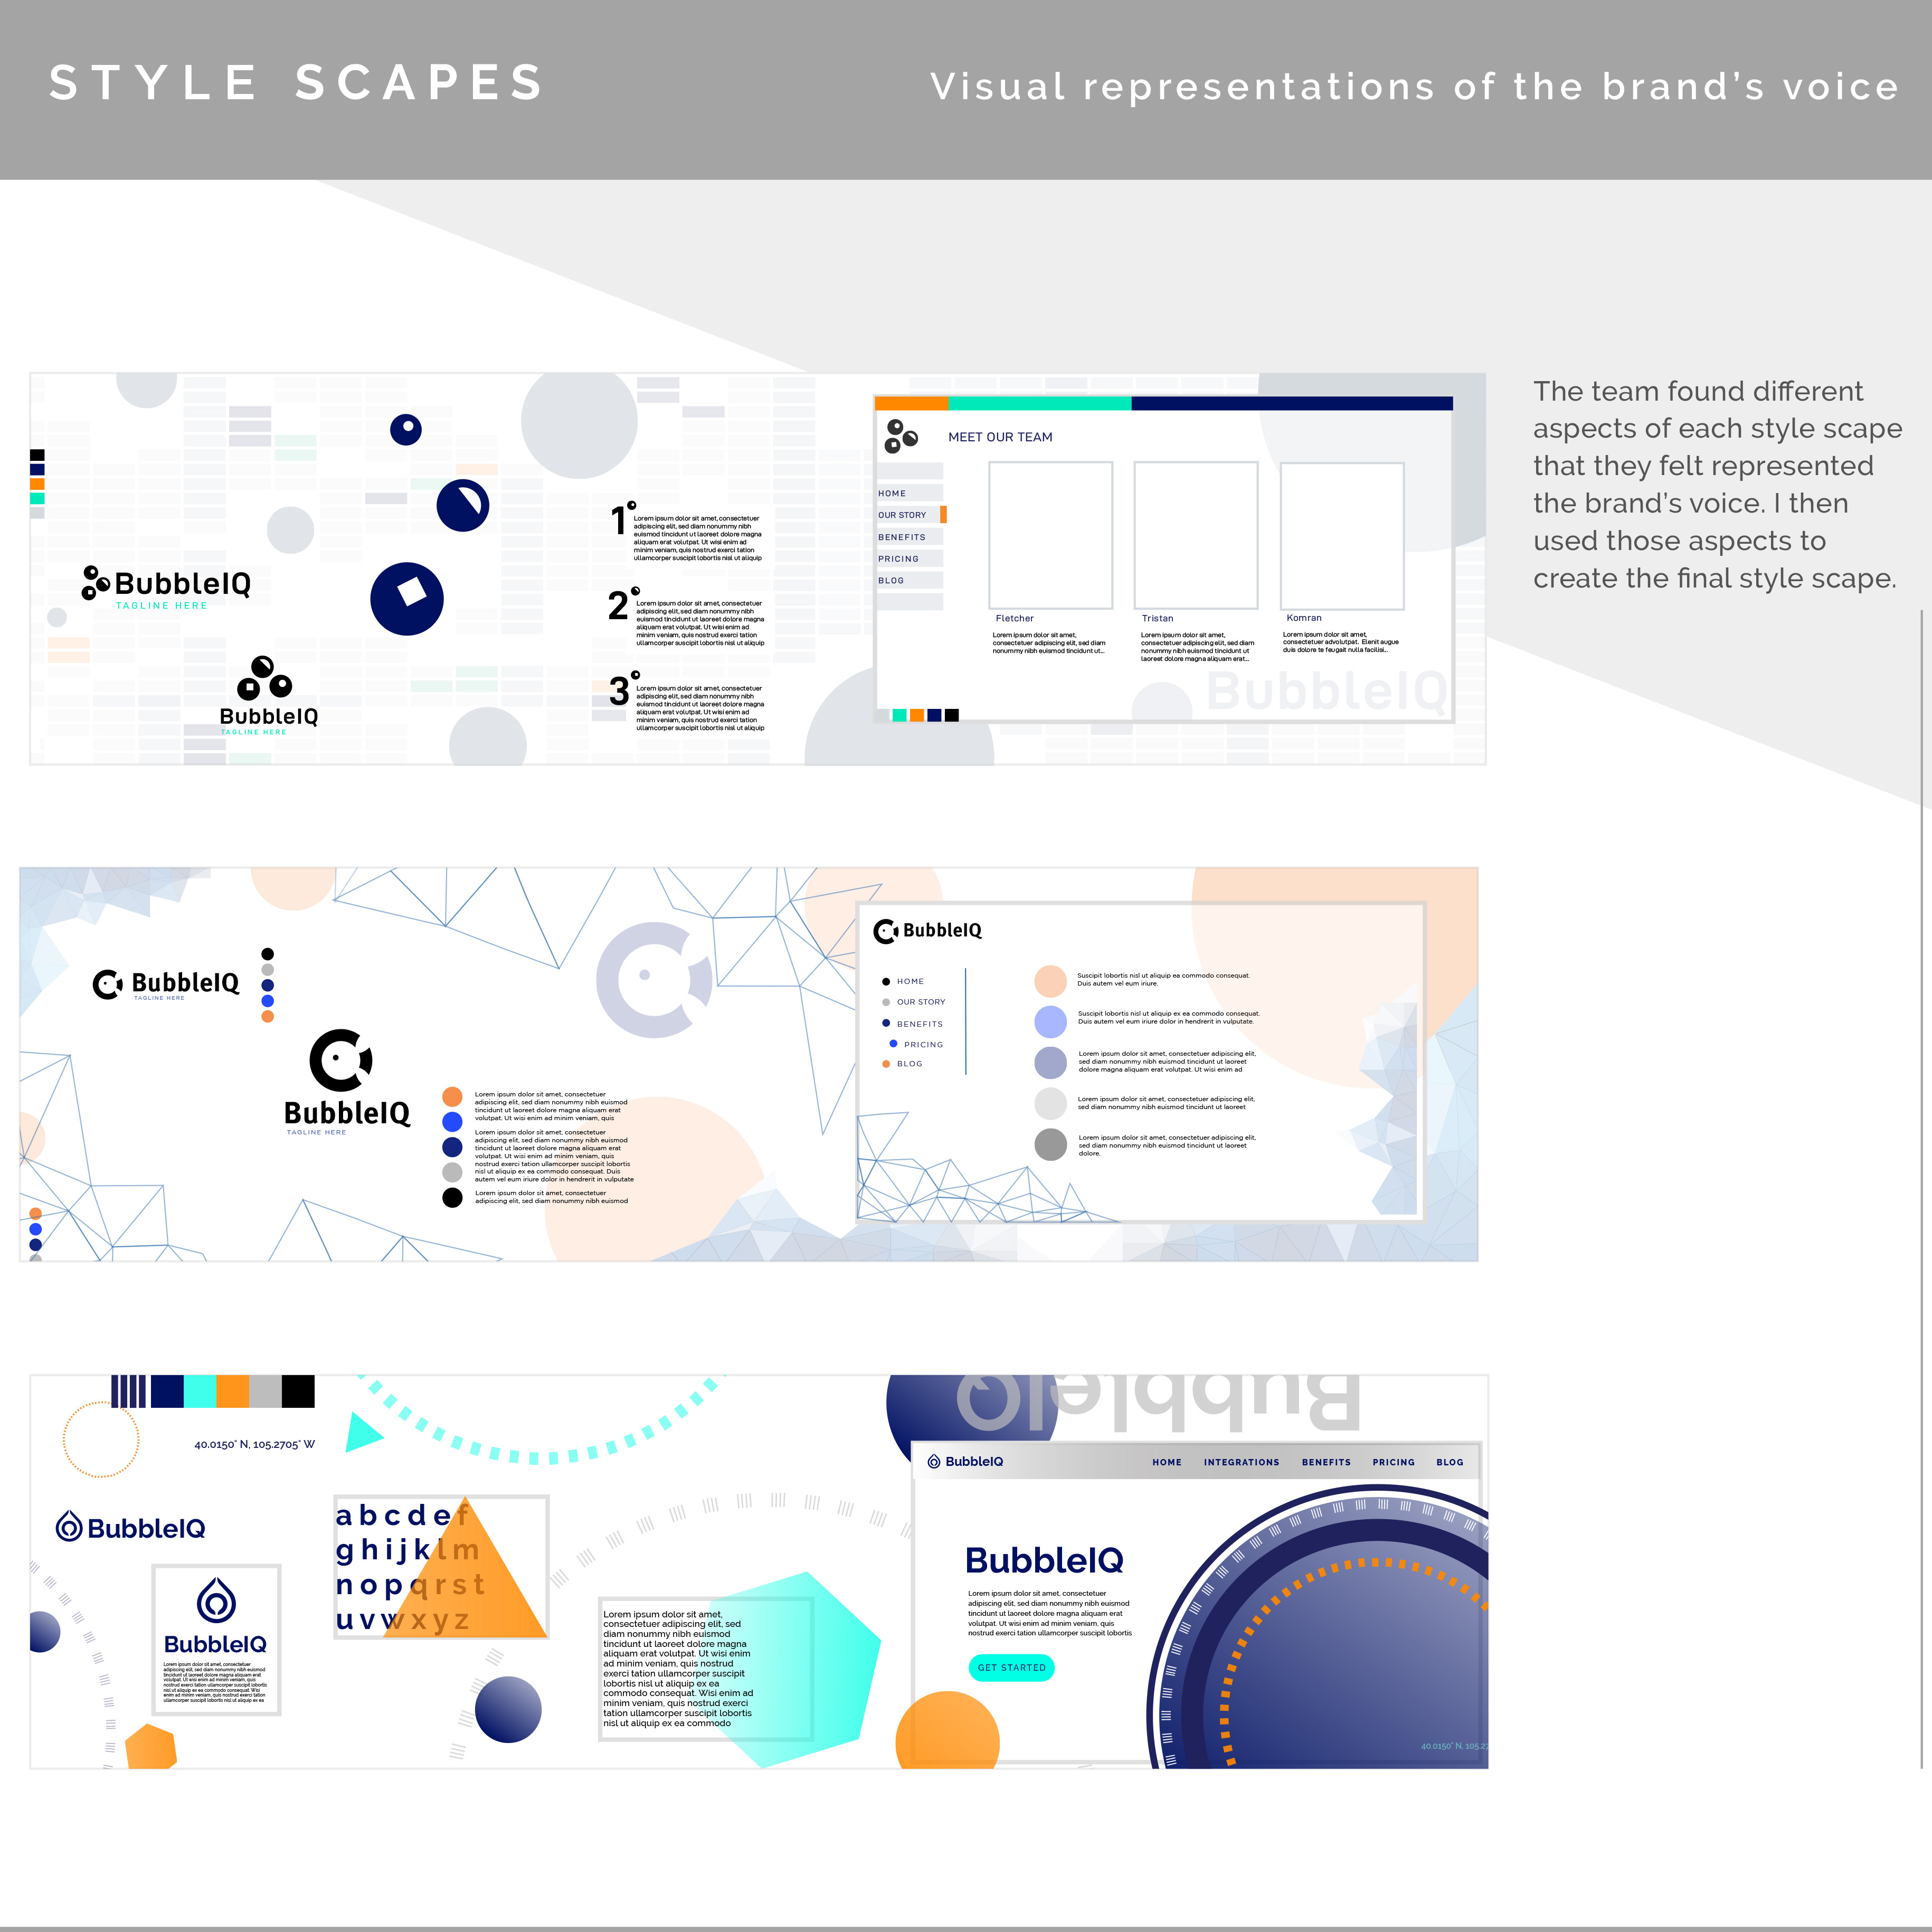 STYLE SCAPES
Visual representations of the brand's voice
The team found different
aspects of each style scape
that they felt represented
the brand's voice. I then
used those aspects to
create the final style scape.
BubbleIQ
TAGLINE HERE
BubbleIQ
TAGLINE HERE
1
Lorem ipsum dolor sit amet, consectetuer
adipiscing elit, sed diam nonummy nibh
euismod tincidunt ut laoreet dolore magna
aliquam erat volutpat. Ut wisi enim ad
minim veniam, quis nostrud exerci tation
ullamcorper suscipit lobortis nisl ut aliquip
2
Lorem ipsum dolor sit amet, consectetuer
adipiscing elit, sed diam nonummy nibh
euismod tincidunt ut laoreet dolore magna
aliquam erat volutpat. Ut wisi enim ad
minim veniam, quis nostrud exerci tation
ullamcorper suscipit lobortis nisl ut aliquip
3
Lorem ipsum dolor sit amet, consectetuer
adipiscing elit, sed diam nonummy nibh
euismod tincidunt ut laoreet dolore magna
aliquam erat volutpat. Ut wisi enim ad
minim veniam, quis nostrud exerci tation
ullamcorper suscipit lobortis nisl ut aliquip
MEET OUR TEAM
HOME
OUR STORY
BENEFITS
PRICING
BLOG
Fletcher
Lorem ipsum dolor sit amet,
consectetuer adipiscing elit, sed diam
nonummy nibh euismod tincidunt ut...
Tristan
Lorem ipsum dolor sit amet,
consectetuer adipiscing elit, sed diam
nonummy nibh euismod tincidunt ut
laoreet dolore magna aliquam erat...
Komran
Lorem ipsum dolor sit amet,
consectetuer advolutpat. Elenit augue
duis dolore te feugait nulla facilisi...
BubbleIQ
BubbleIQ
TAGLINE HERE
BubbleIQ
TAGLINE HERE
Lorem ipsum dolor sit amet, consectetuer
adipiscing elit, sed diam nonummy nibh euismod
tincidunt ut laoreet dolore magna aliquam erat
volutpat. Ut wisi enim ad minim veniam, quis
Lorem ipsum dolor sit amet, consectetuer
adipiscing elit, sed diam nonummy nibh euismod
tincidunt ut laoreet dolore magna aliquam erat
volutpat. Ut wisi enim ad minim veniam, quis
nostrud exerci tation ullamcorper suscipit lobortis
nisl ut aliquip ex ea commodo consequat. Duis
autem vel eum iriure dolor in hendrerit in vulputate
Lorem ipsum dolor sit amet, consectetuer
adipiscing elit, sed diam nonummy nibh euismod
BubbleIQ
HOME
OUR STORY
BENEFITS
PRICING
BLOG
Suscipit lobortis nisl ut aliquip ea commodo consequat.
Duis autem vel eum iriure.
Suscipit lobortis nisl ut aliquip ex ea commodo consequat.
Duis autem vel eum iriure dolor in hendrerit in vulputate.
Lorem ipsum dolor sit amet, consectetuer adipiscing elit,
sed diam nonummy nibh euismod tincidunt ut laoreet
dolore magna aliquam erat volutpat. Ut wisi enim ad
Lorem ipsum dolor sit amet, consectetuer adipiscing elit,
sed diam nonummy nibh euismod tincidunt ut laoreet
Lorem ipsum dolor sit amet, consectetuer adipiscing elit,
sed diam nonummy nibh euismod tincidunt ut laoreet
dolore.
40.0150° N, 105.2705° W
BubbleIQ
BubbleIQ
Lorem ipsum dolor sit amet, consectetuer
adipiscing elit, sed diam nonummy nibh euismod
tincidunt ut laoreet dolore magna aliquam erat
volutpat. Ut wisi enim ad minim veniam, quis
nostrud exerci tation ullamcorper suscipit lobortis
nisl ut aliquip ex ea commodo consequat. Wisi
enim ad minim veniam, quis nostrud exerci tation
ullamcorper suscipit lobortis nisl ut aliquip ex ea
a b c d e f
g h i j k l m
n o p q r s t
u v w x y z
Lorem ipsum dolor sit amet,
consectetuer adipiscing elit, sed
diam nonummy nibh euismod
tincidunt ut laoreet dolore magna
aliquam erat volutpat. Ut wisi enim
ad minim veniam, quis nostrud
exerci tation ullamcorper suscipit
lobortis nisl ut aliquip ex ea
commodo consequat. Wisi enim ad
minim veniam, quis nostrud exerci
tation ullamcorper suscipit lobortis
nisl ut aliquip ex ea commodo
BubbleIQ
BubbleIQ
HOME INTEGRATIONS BENEFITS PRICING BLOG
BubbleIQ
Lorem ipsum dolor sit amet, consectetuer
adipiscing elit, sed diam nonummy nibh euismod
tincidunt ut laoreet dolore magna aliquam erat
volutpat. Ut wisi enim ad minim veniam, quis
nostrud exerci tation ullamcorper suscipit lobortis
GET STARTED
40.0150° N, 105.27